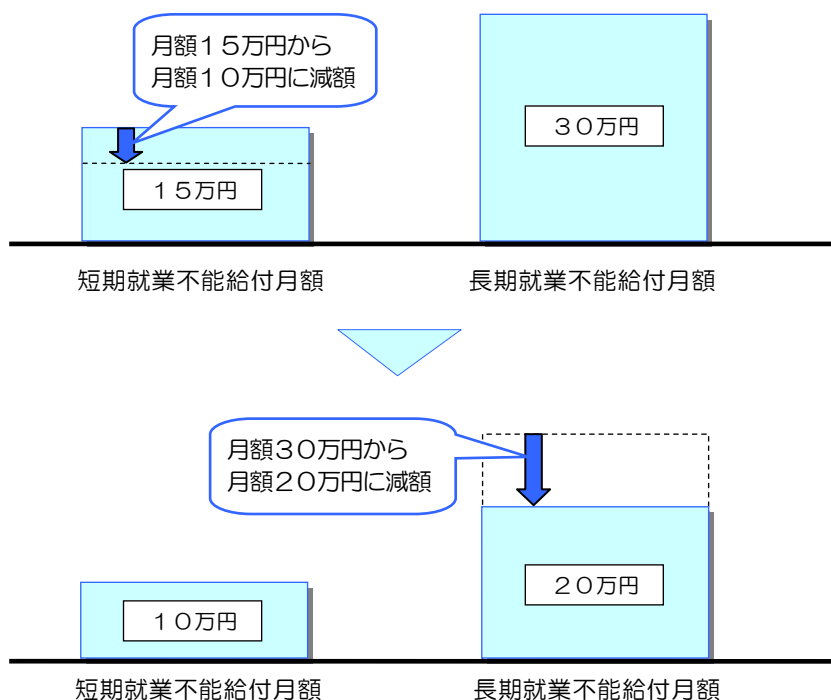 月額１５万円から
月額１０万円に減額
１５万円
３０万円
短期就業不能給付月額
長期就業不能給付月額
月額３０万円から
月額２０万円に減額
１０万円
２０万円
短期就業不能給付月額
長期就業不能給付月額